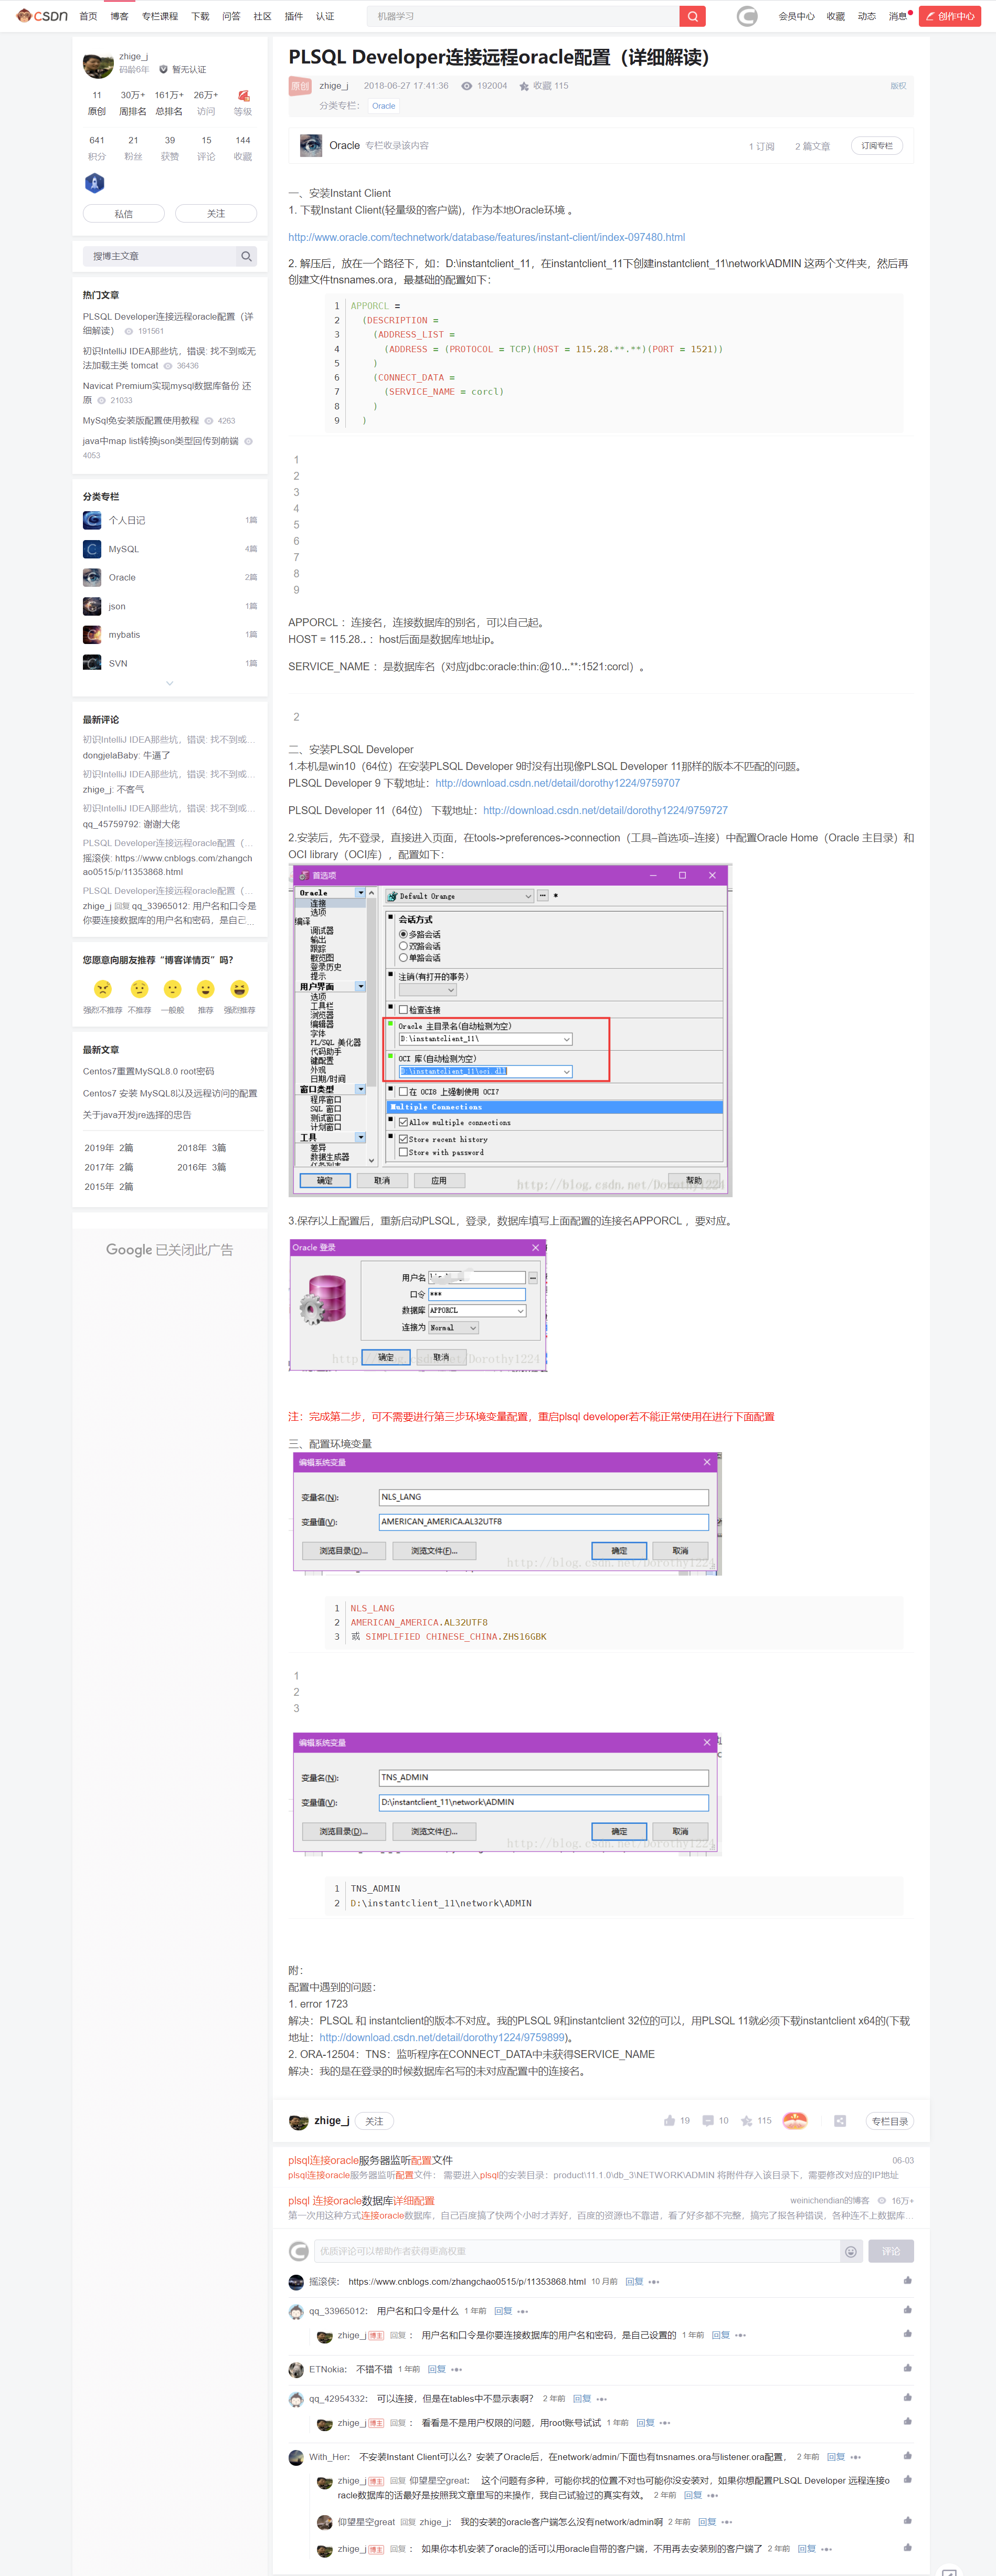 CSDN 首页 博客 专栏课程 下载 问答 社区 插件 认证 机器学习 会员中心 收藏 动态 消息 创作中心
zhige_j
码龄6年 暂无认证
11 30万+ 161万+ 26万+
原创 周排名 总排名 访问 等级
641 21 39 15 144
积分 粉丝 获赞 评论 收藏
私信 关注
搜博主文章
热门文章
PLSQL Developer连接远程oracle配置（详
细解读） 191561
初识IntelliJ IDEA那些坑，错误: 找不到或无
法加载主类 tomcat 36436
Navicat Premium实现mysql数据库备份 还
原 21033
MySql免安装版配置使用教程 4263
java中map list转换json类型回传到前端
4053
分类专栏
个人日记 1篇
MySQL 4篇
Oracle 2篇
json 1篇
mybatis 1篇
SVN 1篇
最新评论
初识IntelliJ IDEA那些坑，错误: 找不到或...
dongjelaBaby: 牛逼了
初识IntelliJ IDEA那些坑，错误: 找不到或...
zhige_j: 不客气
初识IntelliJ IDEA那些坑，错误: 找不到或...
qq_45759792: 谢谢大佬
PLSQL Developer连接远程oracle配置（...
摇滚侠: https://www.cnblogs.com/zhangch
ao0515/p/11353868.html
PLSQL Developer连接远程oracle配置（...
zhige_j 回复 qq_33965012: 用户名和口令是
你要连接数据库的用户名和密码，是自己...
您愿意向朋友推荐“博客详情页”吗？
强烈不推荐 不推荐 一般般 推荐 强烈推荐
最新文章
Centos7重置MySQL8.0 root密码
Centos7 安装 MySQL8以及远程访问的配置
关于java开发jre选择的忠告
2019年 2篇 2018年 3篇
2017年 2篇 2016年 3篇
2015年 2篇
Google 已关闭此广告
PLSQL Developer连接远程oracle配置（详细解读）
原创 zhige_j 2018-06-27 17:41:36 192004 收藏 115 版权
分类专栏： Oracle
Oracle 专栏收录该内容 1 订阅 2 篇文章 订阅专栏
一、安装Instant Client
1. 下载Instant Client(轻量级的客户端)，作为本地Oracle环境 。
http://www.oracle.com/technetwork/database/features/instant-client/index-097480.html
2. 解压后，放在一个路径下，如：D:\instantclient_11，在instantclient_11下创建instantclient_11\network\ADMIN 这两个文件夹，然后再
创建文件tnsnames.ora，最基础的配置如下：
1 APPORCL =
2 (DESCRIPTION =
3 (ADDRESS_LIST =
4 (ADDRESS = (PROTOCOL = TCP)(HOST = 115.28.**.**)(PORT = 1521))
5 )
6 (CONNECT_DATA =
7 (SERVICE_NAME = corcl)
8 )
9 )
1
2
3
4
5
6
7
8
9
APPORCL ：连接名，连接数据库的别名，可以自己起。
HOST = 115.28.. ：host后面是数据库地址ip。
SERVICE_NAME ：是数据库名（对应jdbc:oracle:thin:@10...**:1521:corcl）。
2
二、安装PLSQL Developer
1.本机是win10（64位）在安装PLSQL Developer 9时没有出现像PLSQL Developer 11那样的版本不匹配的问题。
PLSQL Developer 9 下载地址：http://download.csdn.net/detail/dorothy1224/9759707
PLSQL Developer 11（64位） 下载地址：http://download.csdn.net/detail/dorothy1224/9759727
2.安装后，先不登录，直接进入页面，在tools->preferences->connection（工具–首选项–连接）中配置Oracle Home（Oracle 主目录）和
OCI library（OCI库），配置如下：
首选项
Oracle
连接
选项
编译
调试器
输出
跟踪
概览图
登录历史
提示
用户界面
选项
工具栏
浏览器
编辑器
字体
PL/SQL 美化器
代码助手
键配置
外观
日期/时间
窗口类型
程序窗口
SQL 窗口
测试窗口
计划窗口
工具
差异
数据生成器
任务列表
Default Orange ... *
会话方式
多路会话
双路会话
单路会话
注销(有打开的事务)
检查连接
Oracle 主目录名(自动检测为空)
D:\instantclient_11\
OCI 库(自动检测为空)
D:\instantclient_11\oci.dll
在 OCI8 上强制使用 OCI7
Multiple Connections
Allow multiple connections
Store recent history
Store with password
确定 取消 应用 帮助
http://blog.csdn.net/Dorothy1224
3.保存以上配置后，重新启动PLSQL，登录，数据库填写上面配置的连接名APPORCL ，要对应。
Oracle 登录
用户名
口令 ***
数据库 APPORCL
连接为 Normal
确定 取消
http://blog.csdn.net/Dorothy1224
注：完成第二步，可不需要进行第三步环境变量配置，重启plsql developer若不能正常使用在进行下面配置
三、配置环境变量
编辑系统变量
变量名(N): NLS_LANG
变量值(V): AMERICAN_AMERICA.AL32UTF8
浏览目录(D)... 浏览文件(F)... 确定 取消
http://blog.csdn.net/Dorothy1224
1 NLS_LANG
2 AMERICAN_AMERICA.AL32UTF8
3 或 SIMPLIFIED CHINESE_CHINA.ZHS16GBK
1
2
3
编辑系统变量
变量名(N): TNS_ADMIN
变量值(V): D:\instantclient_11\network\ADMIN
浏览目录(D)... 浏览文件(F)... 确定 取消
http://blog.csdn.net/Dorothy1224
1 TNS_ADMIN
2 D:\instantclient_11\network\ADMIN
附：
配置中遇到的问题：
1. error 1723
解决：PLSQL 和 instantclient的版本不对应。我的PLSQL 9和instantclient 32位的可以，用PLSQL 11就必须下载instantclient x64的(下载
地址：http://download.csdn.net/detail/dorothy1224/9759899)。
2. ORA-12504：TNS：监听程序在CONNECT_DATA中未获得SERVICE_NAME
解决：我的是在登录的时候数据库名写的未对应配置中的连接名。
zhige_j 关注 19 10 115 专栏目录
plsql连接oracle服务器监听配置文件 06-03
plsql连接oracle服务器监听配置文件： 需要进入plsql的安装目录：product\11.1.0\db_3\NETWORK\ADMIN 将附件存入该目录下，需要修改对应的IP地址
plsql 连接oracle数据库详细配置 weinichendian的博客 16万+
第一次用这种方式连接oracle数据库，自己百度搞了快两个小时才弄好，百度的资源也不靠谱，看了好多都不完整，搞完了报各种错误，各种连不上数据库...
优质评论可以帮助作者获得更高权重 评论
摇滚侠： https://www.cnblogs.com/zhangchao0515/p/11353868.html 10 月前 回复
qq_33965012： 用户名和口令是什么 1 年前 回复
zhige_j 博主 回复： 用户名和口令是你要连接数据库的用户名和密码，是自己设置的 1 年前 回复
ETNokia： 不错不错 1 年前 回复
qq_42954332： 可以连接，但是在tables中不显示表啊？ 2 年前 回复
zhige_j 博主 回复： 看看是不是用户权限的问题，用root账号试试 1 年前 回复
With_Her： 不安装Instant Client可以么？安装了Oracle后，在network/admin/下面也有tnsnames.ora与listener.ora配置， 2 年前 回复
zhige_j 博主 回复 仰望星空great： 这个问题有多种，可能你找的位置不对也可能你没安装对，如果你想配置PLSQL Developer 远程连接o
racle数据库的话最好是按照我文章里写的来操作，我自己试验过的真实有效。 2 年前 回复
仰望星空great 回复 zhige_j： 我的安装的oracle客户端怎么没有network/admin啊 2 年前 回复
zhige_j 博主 回复： 如果你本机安装了oracle的话可以用oracle自带的客户端，不用再去安装别的客户端了 2 年前 回复